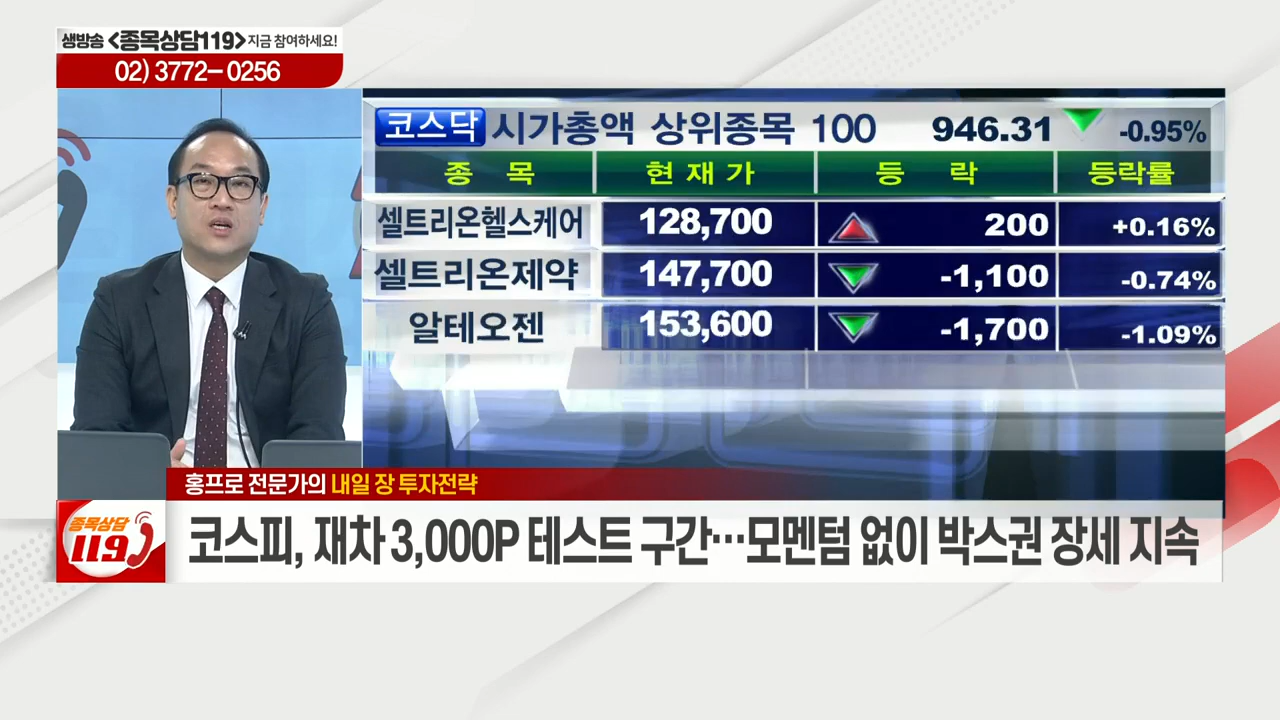 생방송 <종목상담119> 지금 참여하세요!
02) 3772-0256
코스닥 시가총액 상위종목 100 946.31 -0.95%
종 목 현 재 가 등 락 등락률
셀트리온헬스케어 128,700 200 +0.16%
셀트리온제약 147,700 -1,100 -0.74%
알테오젠 153,600 -1,700 -1.09%
홍프로 전문가의 내일 장 투자전략
종목상담
119
코스피, 재차 3,000P 테스트 구간…모멘텀 없이 박스권 장세 지속